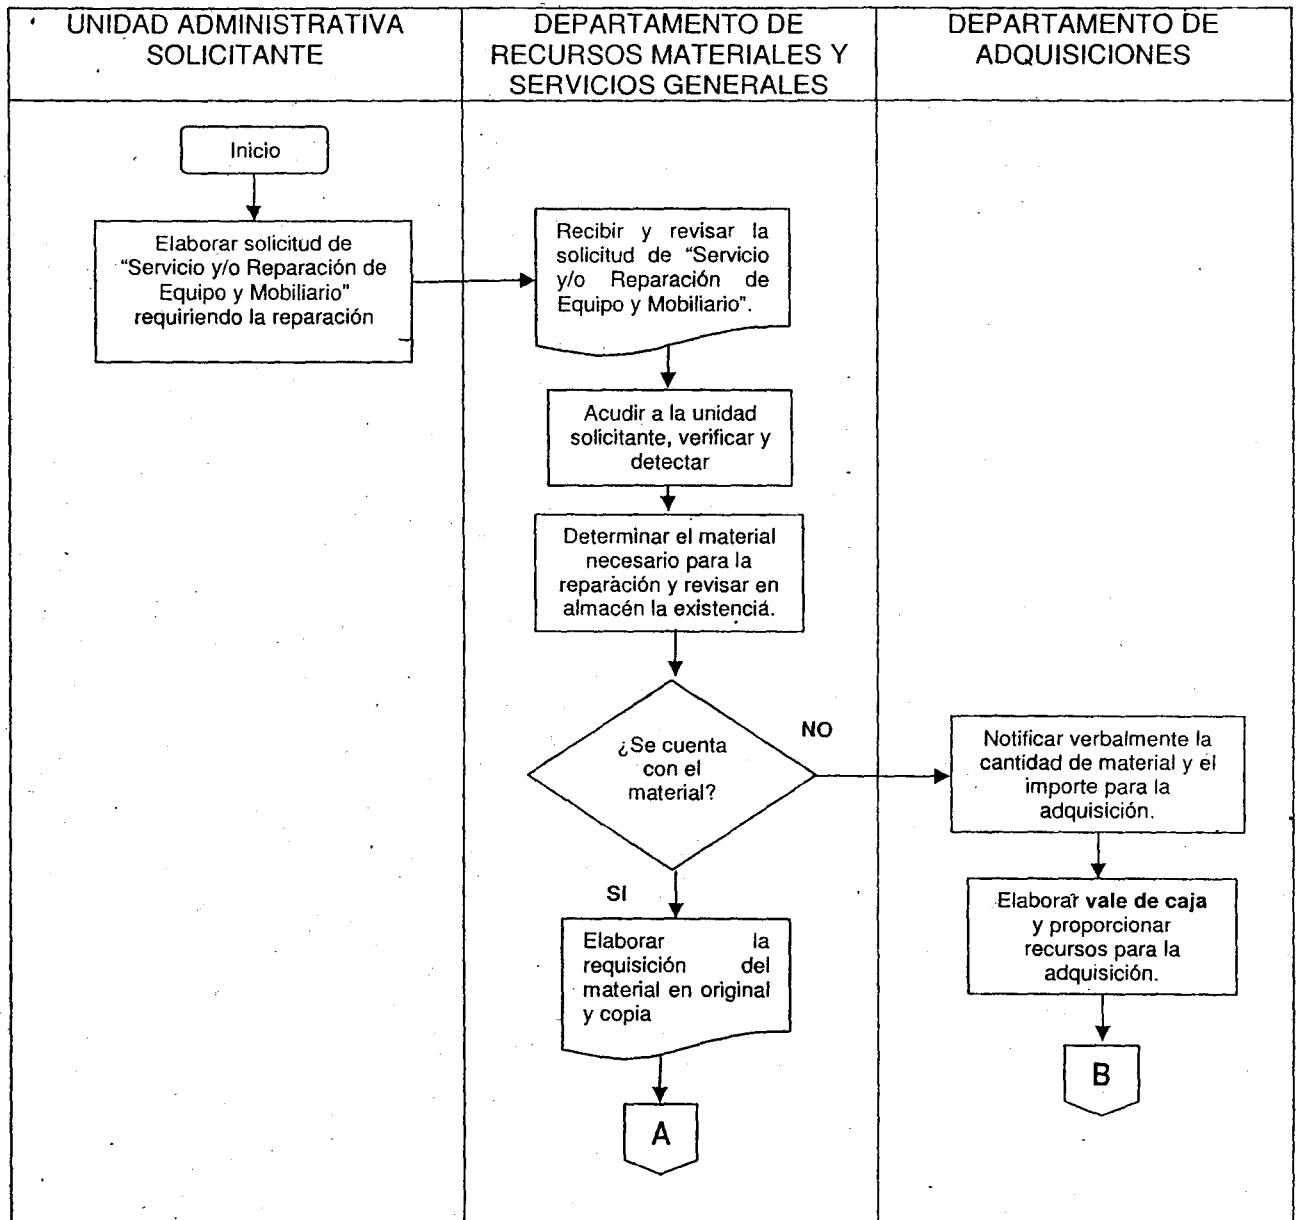 UNIDAD ADMINISTRATIVA
SOLICITANTE
DEPARTAMENTO DE
RECURSOS MATERIALES Y
SERVICIOS GENERALES
DEPARTAMENTO DE
ADQUISICIONES
Inicio
Elaborar solicitud de
“Servicio y/o Reparación de
Equipo y Mobiliario"
requiriendo la reparación
Recibir y revisar la
solicitud de “Servicio
y/o Reparación de
Equipo y Mobiliario”.
Acudir a la unidad
solicitante, verificar y
detectar
Determinar el material
necesario para la
reparación y revisar en
almacén la existencia.
¿Se cuenta
con el
material?
NO
SI
Notificar verbalmente la
cantidad de material y el
importe para la
adquisición.
Elaborar vale de caja
y proporcionar
recursos para la
adquisición.
Elaborar la
requisición del
material en original
y copia
B
A